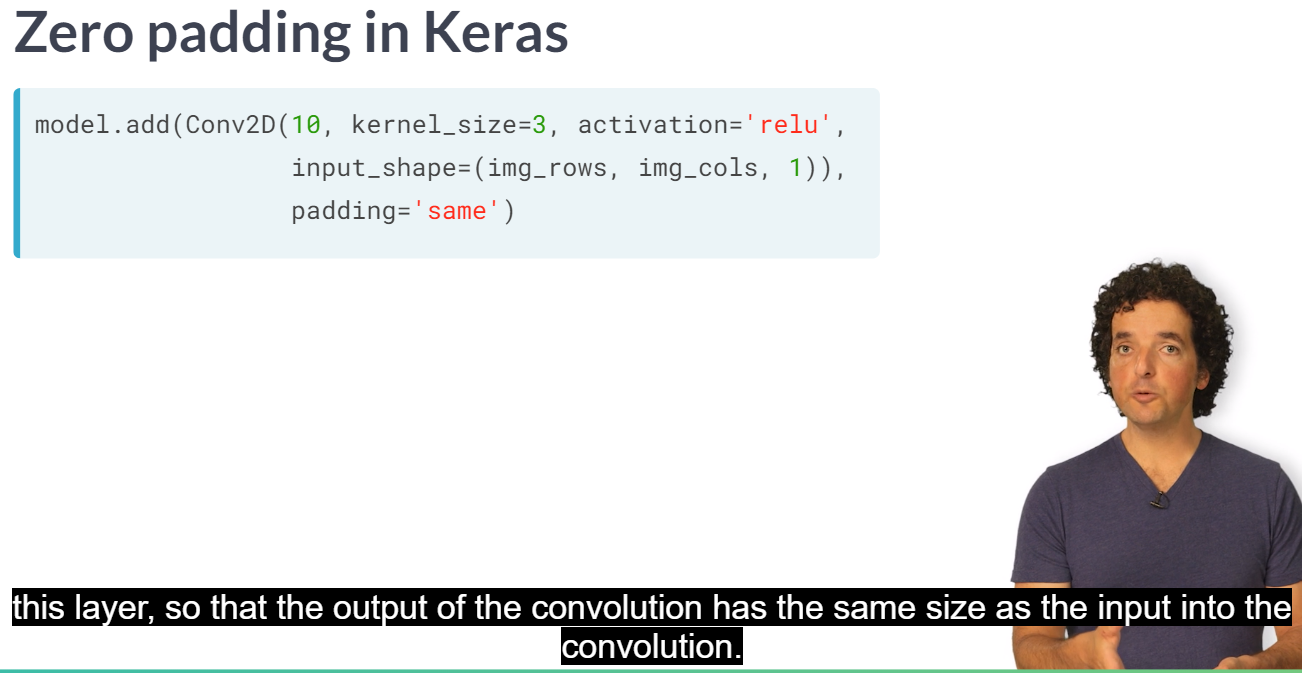 Zero padding in Keras
model.add(Conv2D(10, kernel_size=3, activation='relu',
input_shape=(img_rows, img_cols, 1)),
padding='same')
this layer, so that the output of the convolution has the same size as the input into the
convolution.